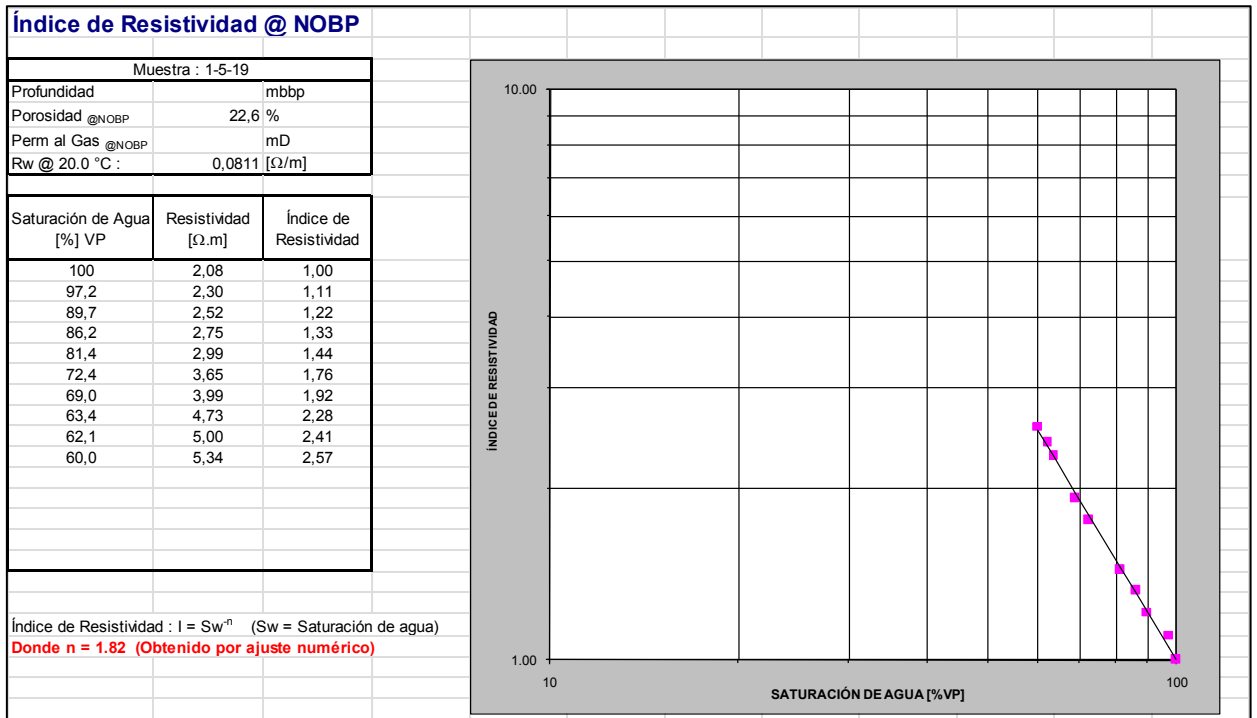 Índice de Resistividad @ NOBP
Muestra : 1-5-19
Profundidad mbbp
Porosidad @NOBP 22,6 %
Perm al Gas @NOBP mD
Rw @ 20.0 °C : 0,0811 [Ω/m]
Saturación de Agua [%] VP Resistividad [Ω.m] Índice de Resistividad
100 2,08 1,00
97,2 2,30 1,11
89,7 2,52 1,22
86,2 2,75 1,33
81,4 2,99 1,44
72,4 3,65 1,76
69,0 3,99 1,92
63,4 4,73 2,28
62,1 5,00 2,41
60,0 5,34 2,57
Índice de Resistividad : I = Sw⁻ⁿ (Sw = Saturación de agua)
Donde n = 1.82 (Obtenido por ajuste numérico)
10.00
ÍNDICE DE RESISTIVIDAD
1.00
10 100
SATURACIÓN DE AGUA [%VP]